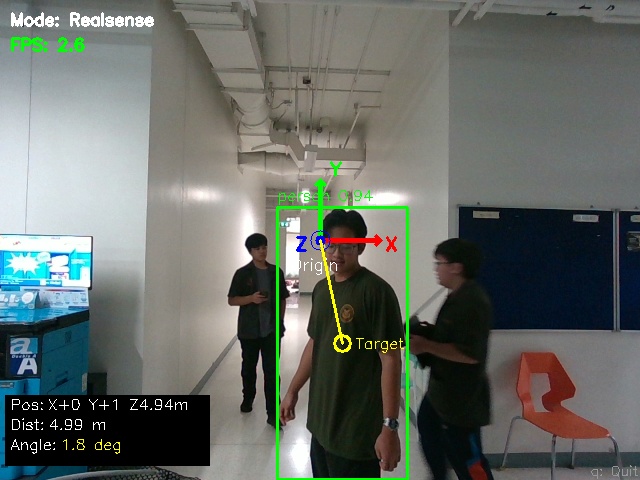 Mode: Realsense
FPS: 2.6
Y
person 0.94
Z
X
Origin
Target
a
A
Pos: X+0 Y+1 Z4.94m
Dist: 4.99 m
Angle: 1.8 deg
q: Quit